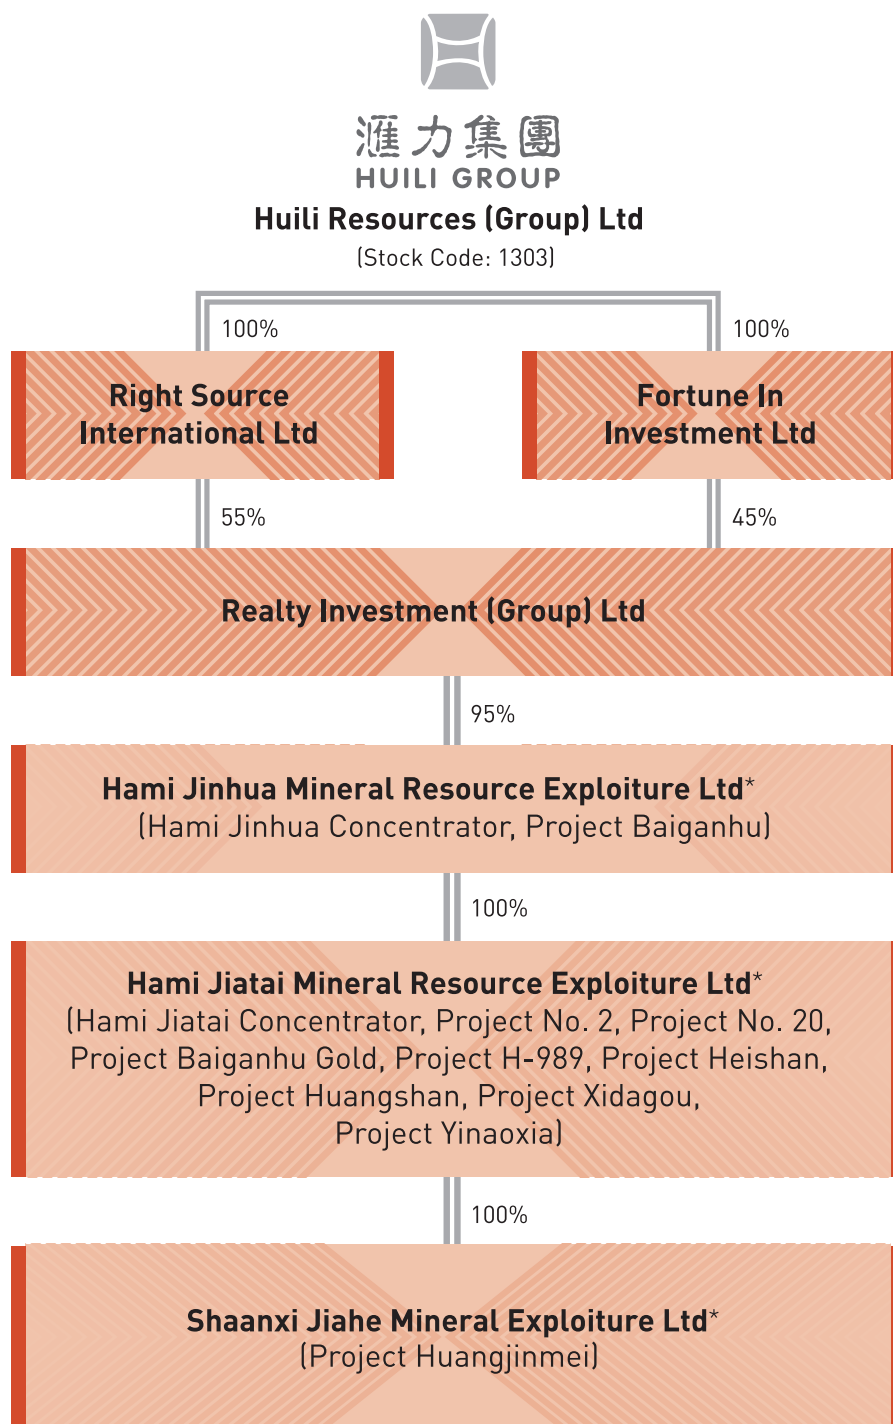 滙力集團
HUILI GROUP
Huili Resources (Group) Ltd
(Stock Code: 1303)
100%
100%
Right Source
International Ltd
Fortune In
Investment Ltd
55%
45%
Realty Investment (Group) Ltd
95%
Hami Jinhua Mineral Resource Exploiture Ltd*
(Hami Jinhua Concentrator, Project Baiganhu)
100%
Hami Jiatai Mineral Resource Exploiture Ltd*
(Hami Jiatai Concentrator, Project No. 2, Project No. 20,
Project Baiganhu Gold, Project H-989, Project Heishan,
Project Huangshan, Project Xidagou,
Project Yinaoxia)
100%
Shaanxi Jiahe Mineral Exploiture Ltd*
(Project Huangjinmei)